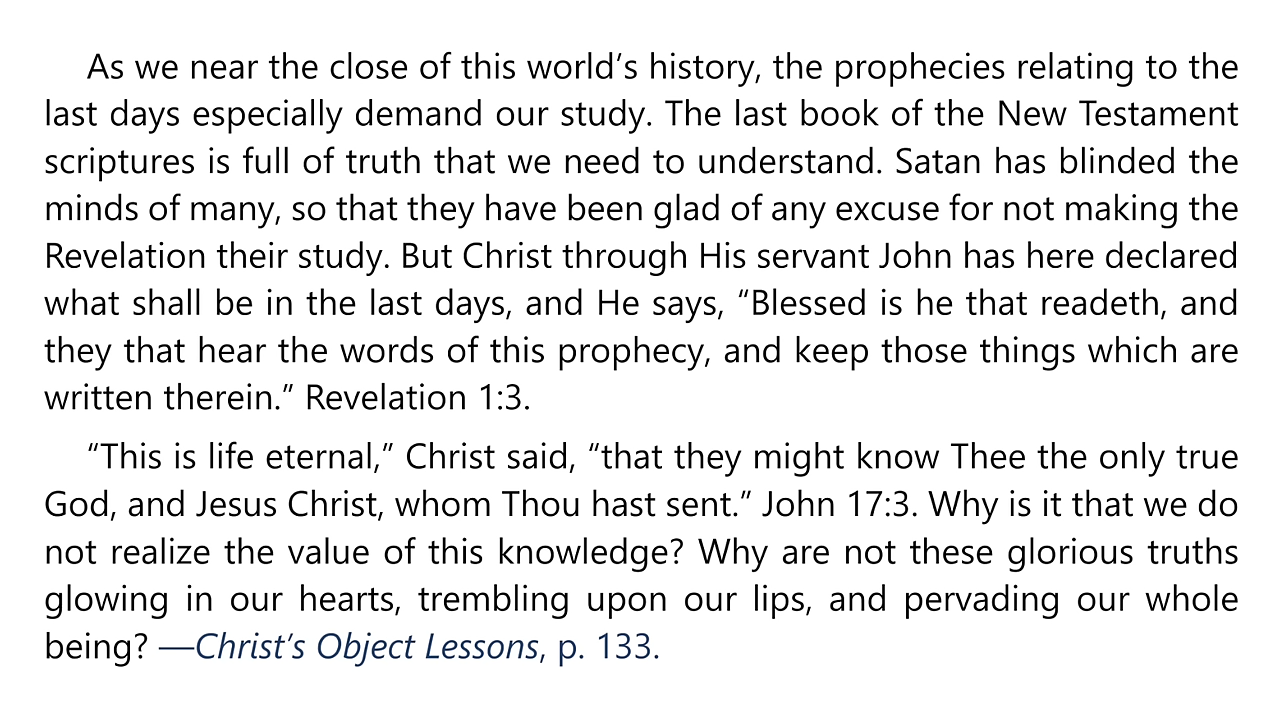 As we near the close of this world’s history, the prophecies relating to the
last days especially demand our study. The last book of the New Testament
scriptures is full of truth that we need to understand. Satan has blinded the
minds of many, so that they have been glad of any excuse for not making the
Revelation their study. But Christ through His servant John has here declared
what shall be in the last days, and He says, “Blessed is he that readeth, and
they that hear the words of this prophecy, and keep those things which are
written therein.” Revelation 1:3.
“This is life eternal,” Christ said, “that they might know Thee the only true
God, and Jesus Christ, whom Thou hast sent.” John 17:3. Why is it that we do
not realize the value of this knowledge? Why are not these glorious truths
glowing in our hearts, trembling upon our lips, and pervading our whole
being? —Christ’s Object Lessons, p. 133.